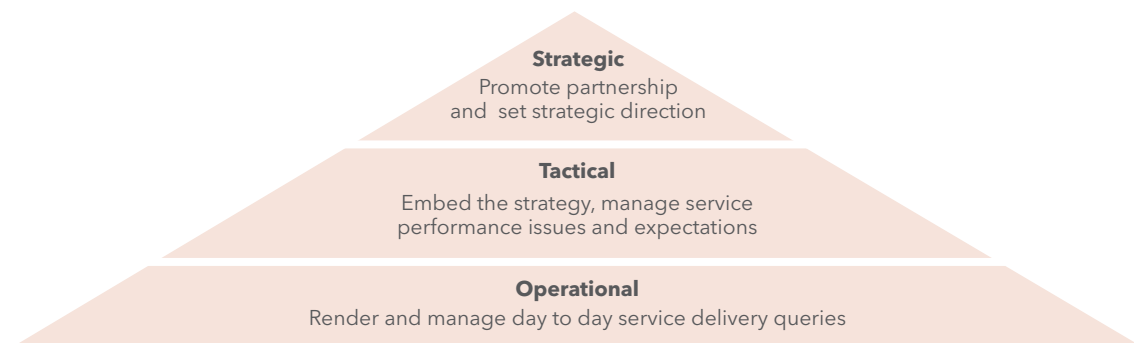 Strategic
Promote partnership
and  set strategic direction
Tactical
Embed the strategy, manage service
performance issues and expectations
Operational
Render and manage day to day service delivery queries